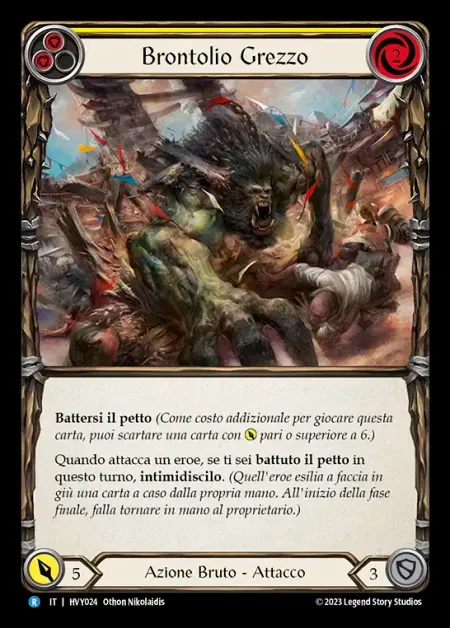 Brontolio Grezzo
2
Battersi il petto (Come costo addizionale per giocare questa
carta, puoi scartare una carta con pari o superiore a 6.)
Quando attacca un eroe, se ti sei battuto il petto in
questo turno, intimidiscilo. (Quell'eroe esilia a faccia in
giù una carta a caso dalla propria mano. All'inizio della fase
finale, falla tornare in mano al proprietario.)
5
Azione Bruto - Attacco
3
R IT | HVY024 Othon Nikolaidis
© 2023 Legend Story Studios